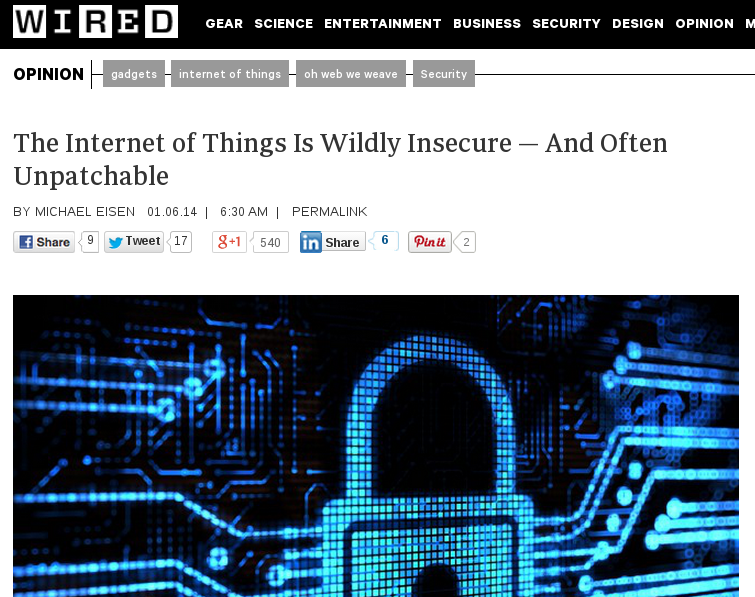 WIRED GEAR SCIENCE ENTERTAINMENT BUSINESS SECURITY DESIGN OPINION M
OPINION gadgets internet of things oh web we weave Security
The Internet of Things Is Wildly Insecure — And Often
Unpatchable
BY MICHAEL EISEN 01.06.14 | 6:30 AM | PERMALINK
Share 9 Tweet 17 g+1 540 in Share 6 Pin it 2